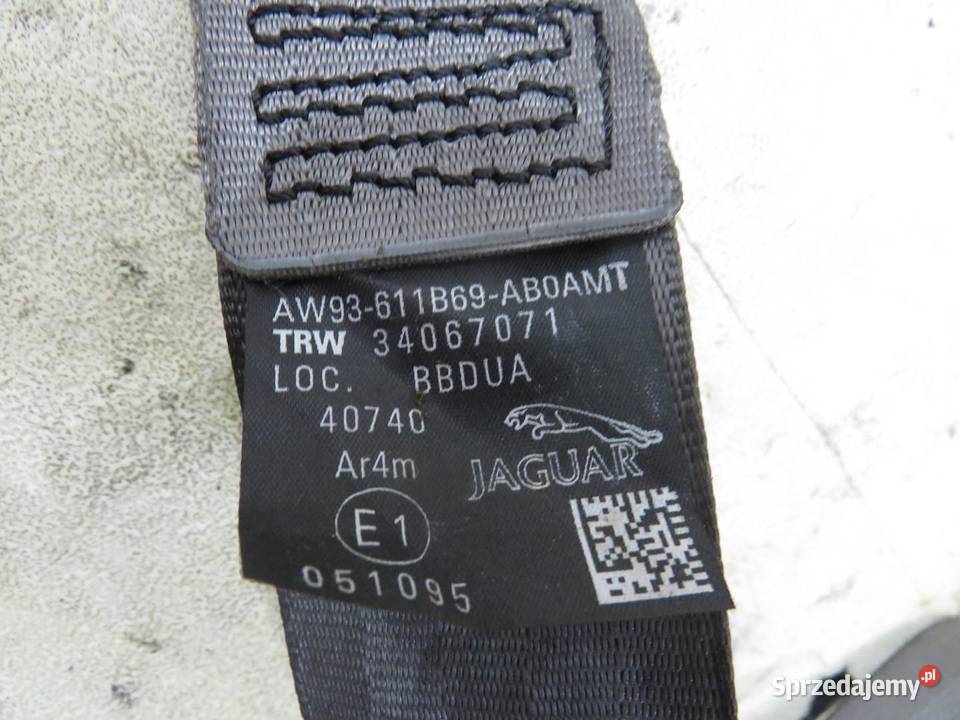 AW93-611B69-AB0AMT
TRW 34067071
LOC. BBDUA
40740
Ar4m
JAGUAR
E1
051095
Sprzedajemy.pl